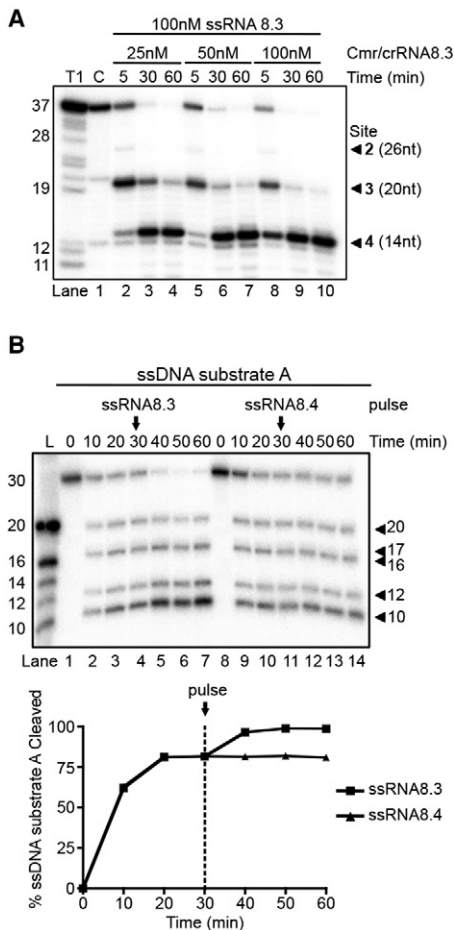 A
100nM ssRNA 8.3
25nM 50nM 100nM Cmr/crRNA8.3
T1 C 5 30 60 5 30 60 5 30 60 Time (min)
37
28
19
12
11
Site
◄2 (26nt)
◄3 (20nt)
◄4 (14nt)
Lane 1 2 3 4 5 6 7 8 9 10
B
ssDNA substrate A
ssRNA8.3 ssRNA8.4 pulse
L 0 10 20 30 40 50 60 0 10 20 30 40 50 60 Time (min)
30
20
16
14
12
10
◄20
◄17
◄16
◄12
◄10
Lane 1 2 3 4 5 6 7 8 9 10 11 12 13 14
pulse
% ssDNA substrate A Cleaved
100
75
50
25
0
0 10 20 30 40 50 60
Time (min)
ssRNA8.3
ssRNA8.4